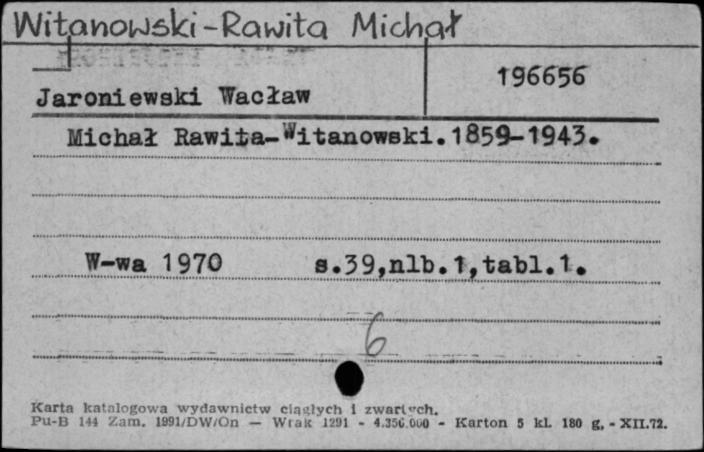 Witanowski-Rawita Michał
196656
Jaroniewski Wacław
Michał Rawita-Witanowski.1859-1943.
W-wa 1970 s.39,nlb.1,tabl.1.
6
Karta katalogowa wydawnictw ciągłych i zwartych.
Pu-B 144 Zam. 1991/DW/On — Wrak 1291 - 4.356.000 - Karton 5 kl. 180 g, - XII.72.